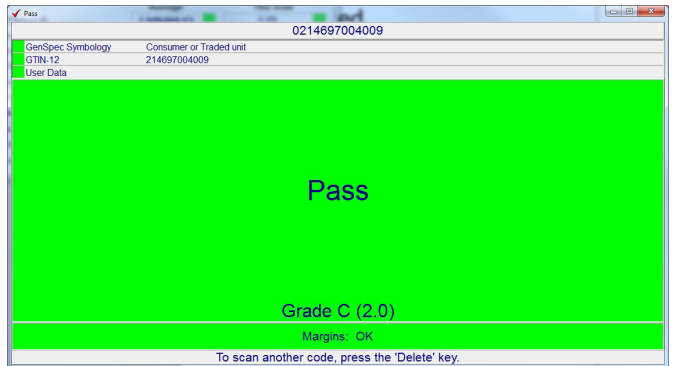 Pass
0214697004009
GenSpec Symbology Consumer or Traded unit
GTIN-12 214697004009
User Data
Pass
Grade C (2.0)
Margins: OK
To scan another code, press the 'Delete' key.